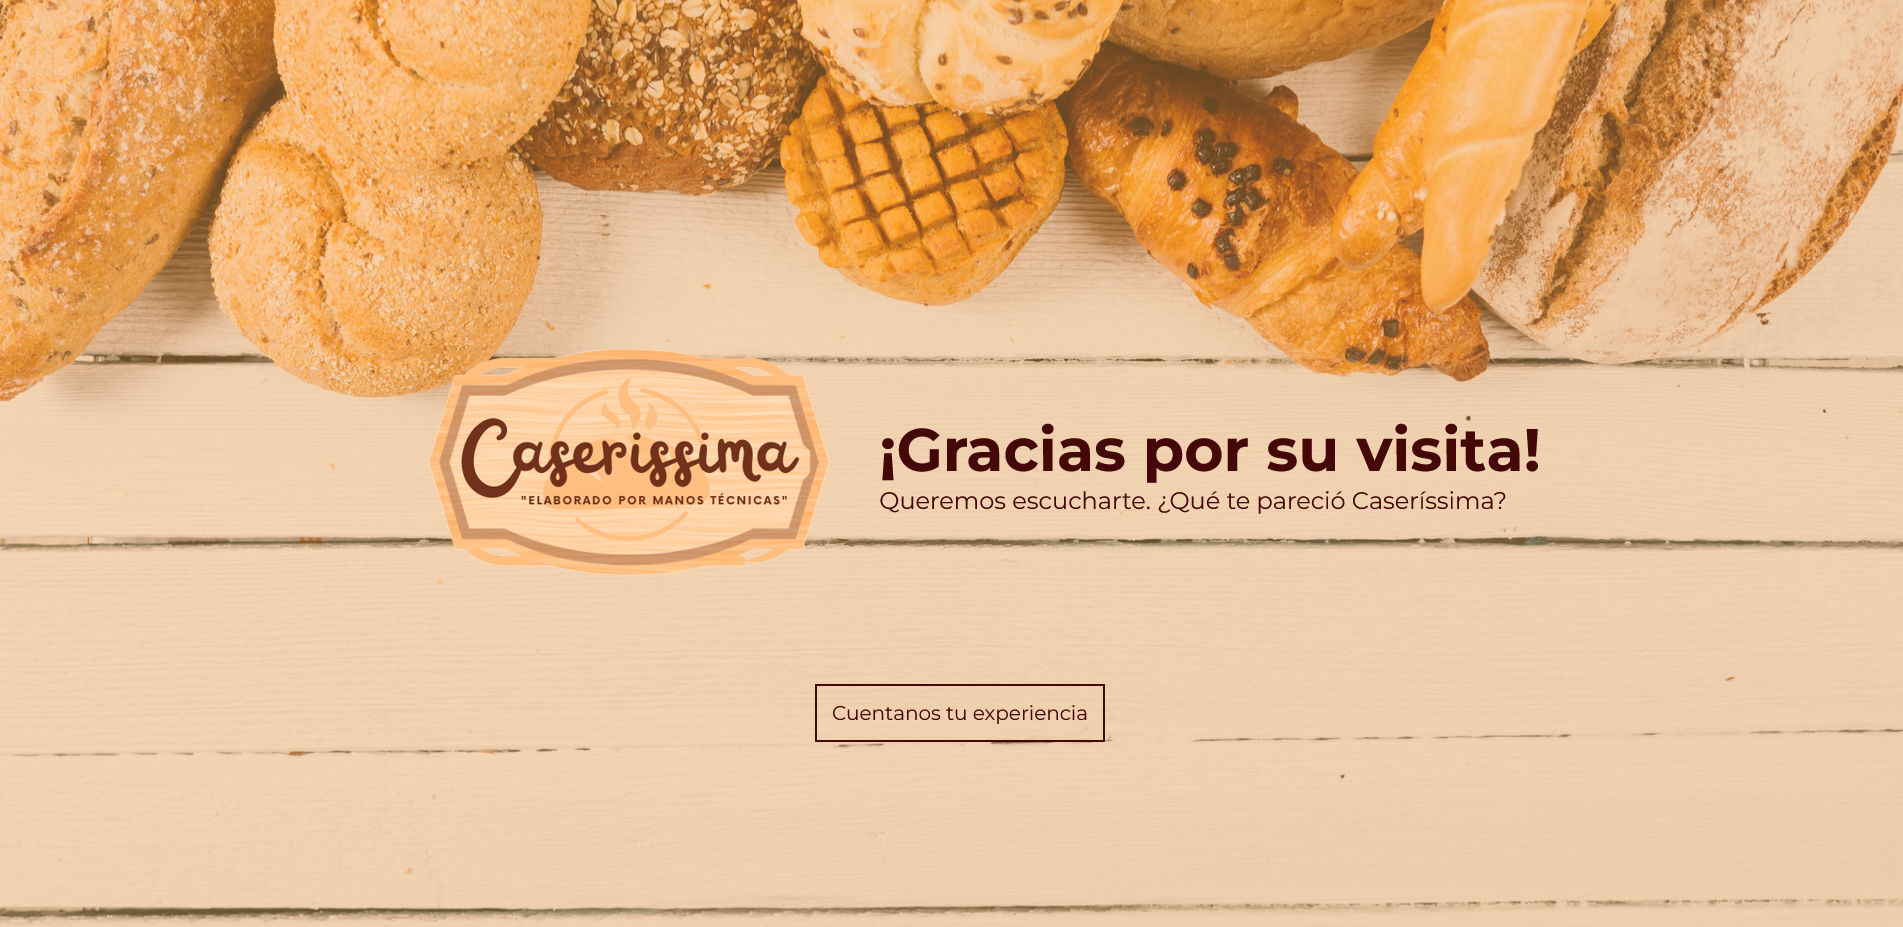 Caserissima
"ELABORADO POR MANOS TÉCNICAS"
¡Gracias por su visita!
Queremos escucharte. ¿Qué te pareció Caseríssima?
Cuentanos tu experiencia